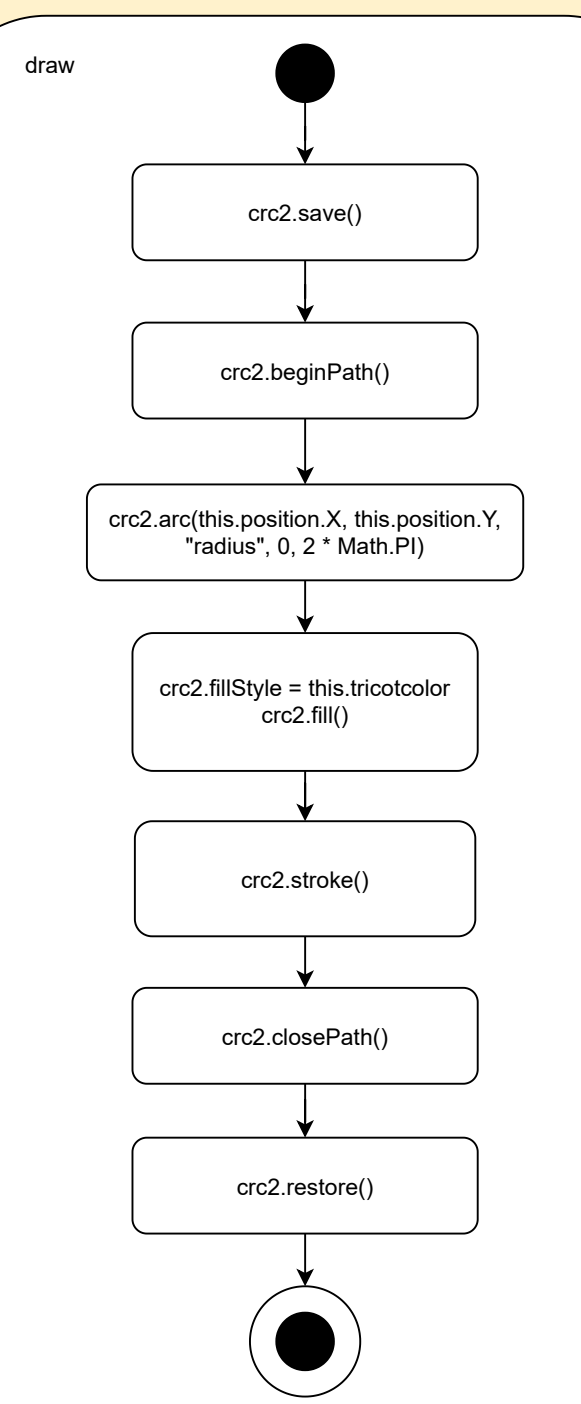 draw
crc2.save()
crc2.beginPath()
crc2.arc(this.position.X, this.position.Y,
"radius", 0, 2 * Math.PI)
crc2.fillStyle = this.tricotcolor
crc2.fill()
crc2.stroke()
crc2.closePath()
crc2.restore()